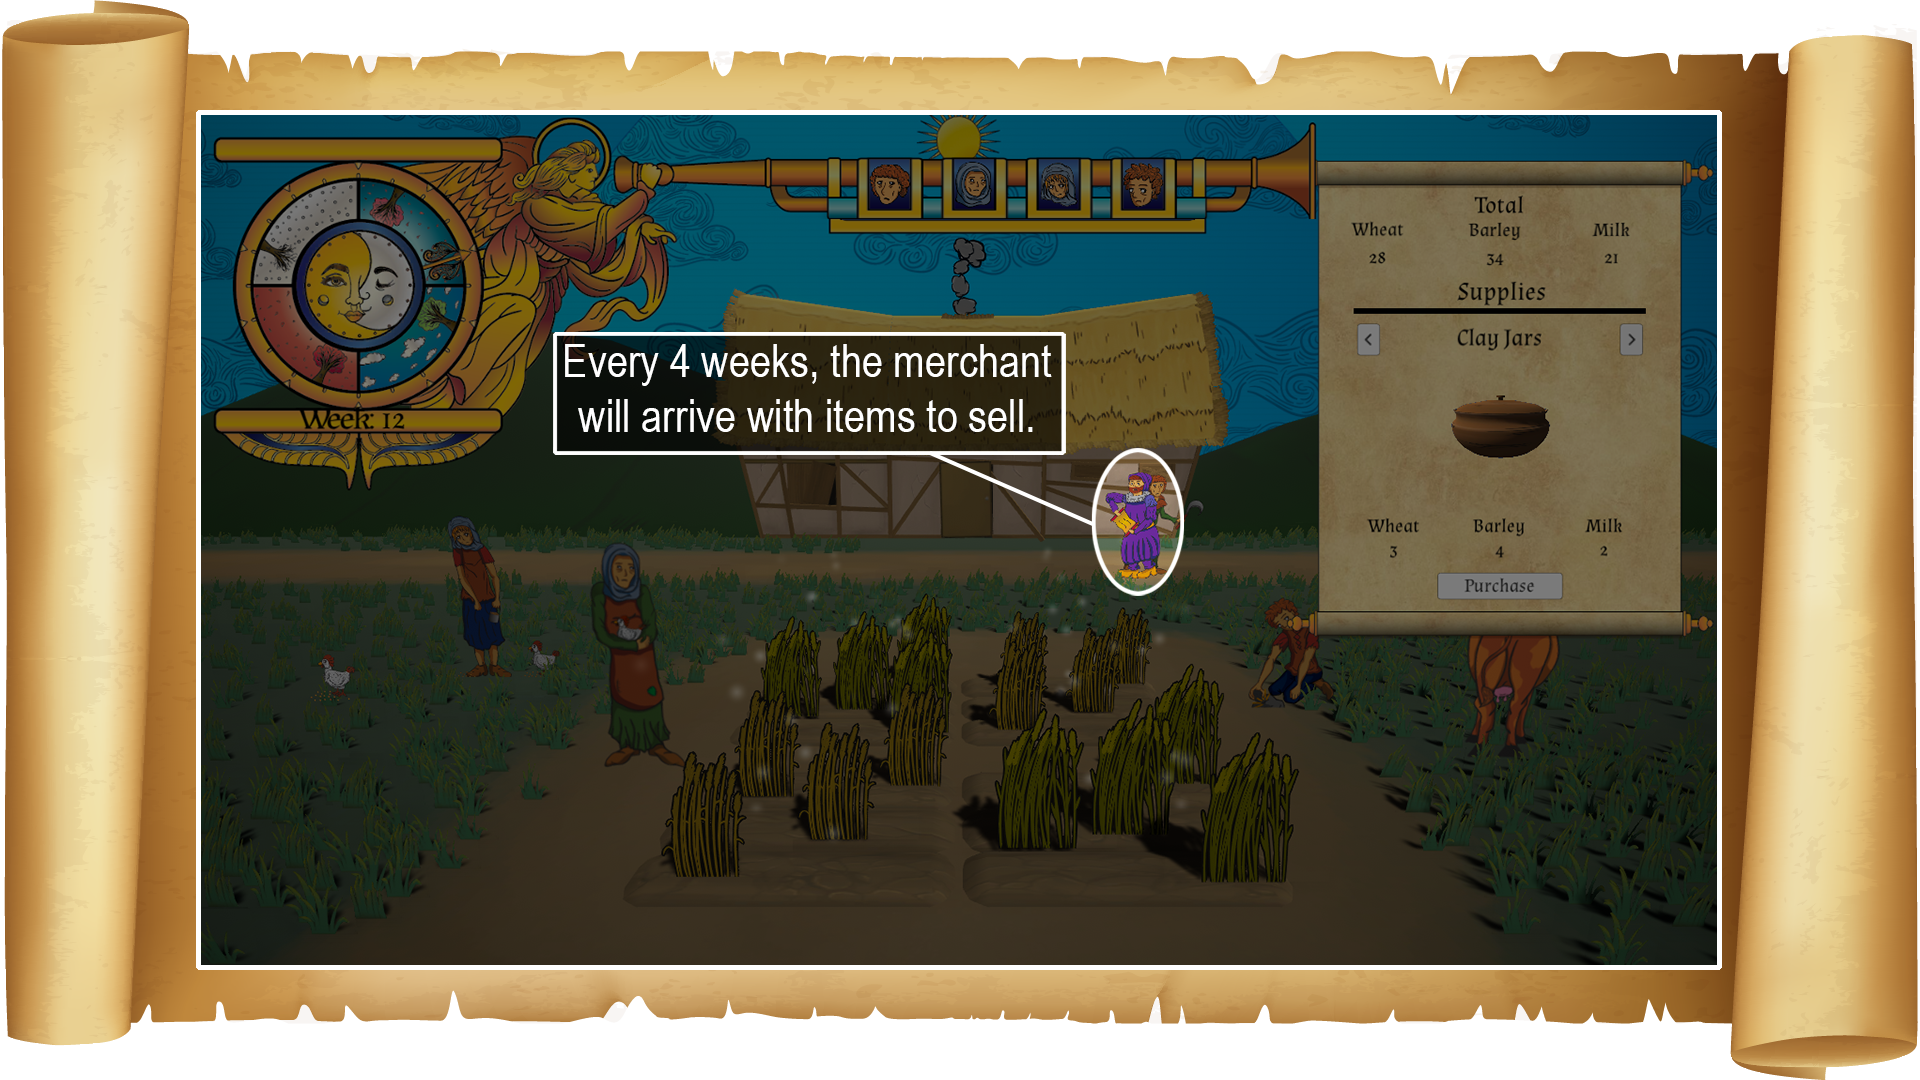 Week: 12
Every 4 weeks, the merchant
will arrive with items to sell.
Total
Wheat Barley Milk
28 34 21
Supplies
< Clay Jars >
Wheat Barley Milk
3 4 2
Purchase